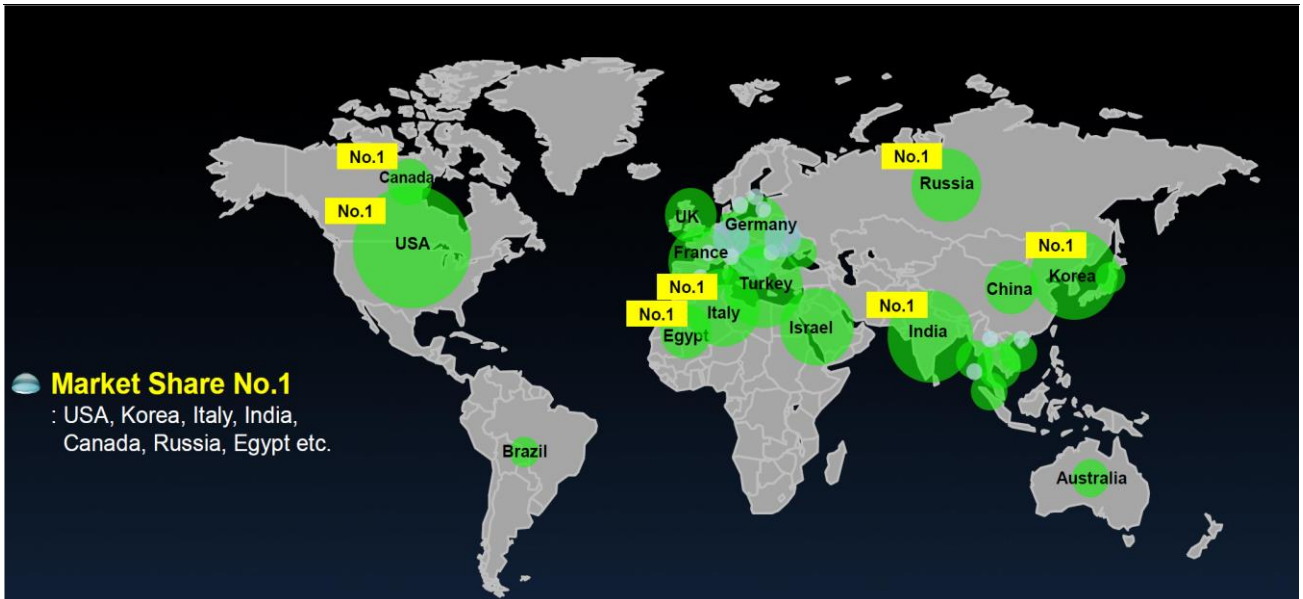 No.1
Canada
No.1
Russia
No.1
USA
UK
Germany
No.1
France
Korea
No.1
Turkey
China
No.1
No.1
Italy
Israel
India
Egypt
Market Share No.1
: USA, Korea, Italy, India,
Canada, Russia, Egypt etc.
Brazil
Australia